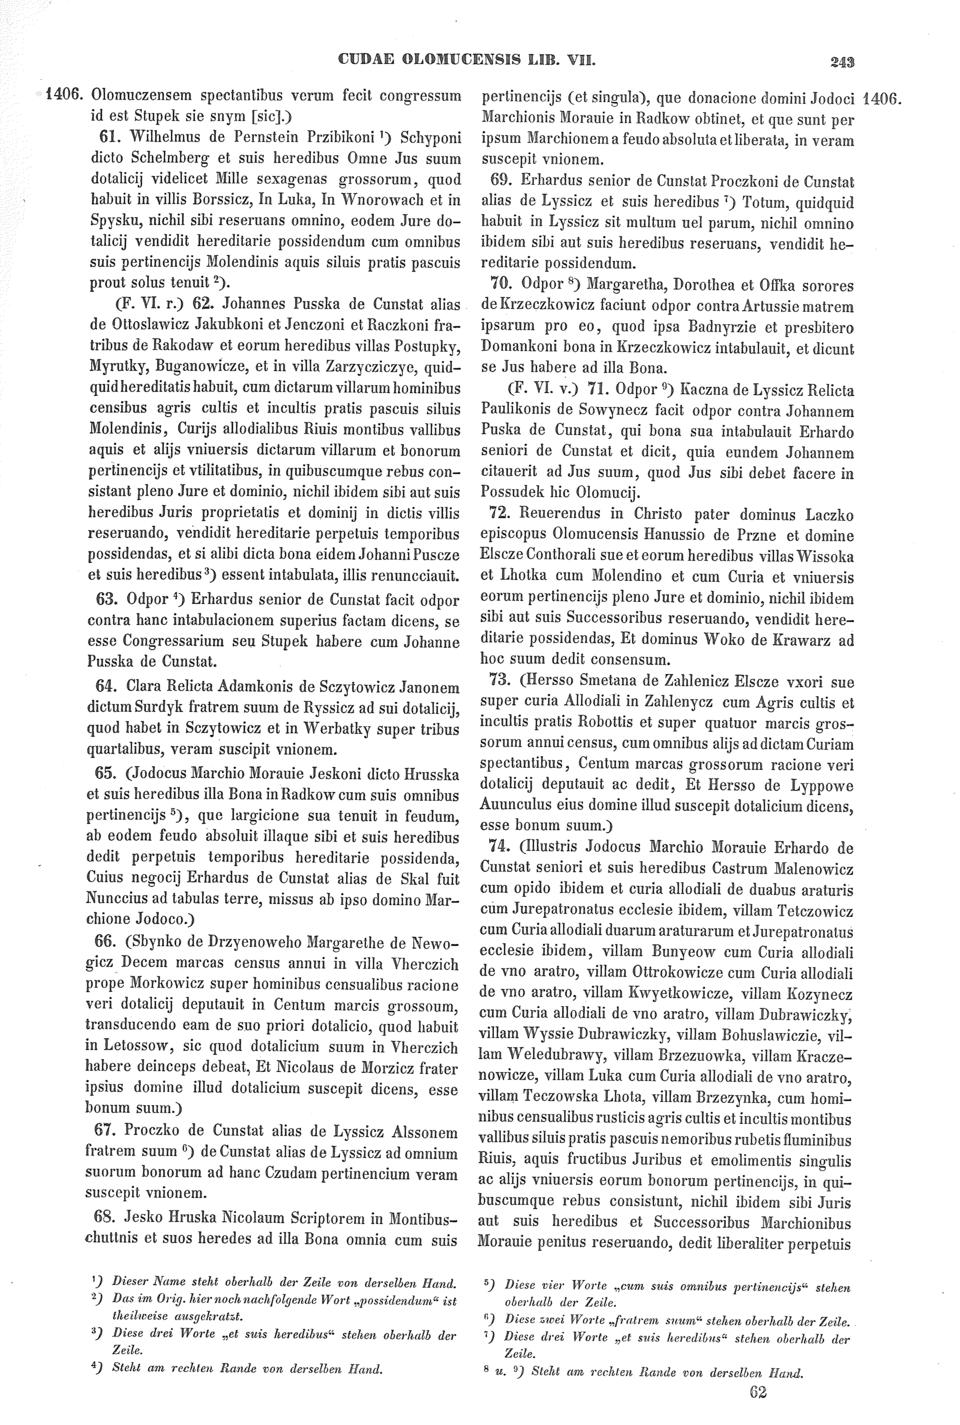 CUDAE OLOMUCENSIS LIB. VII.
243
1406. Olomuczensem spectantibus verum fecit congressum
id est Stupek sie snym [sic].)
61. Wilhelmus de Pernstein Przibikoni ¹) Schyponi
dicto Schelmberg et suis heredibus Omne Jus suum
dotalicij videlicet Mille sexagenas grossorum, quod
habuit in villis Borssicz, In Luka, In Wnorowach et in
Spysku, nichil sibi reseruans omnino, eodem Jure do-
talicij vendidit hereditarie possidendum cum omnibus
suis pertinencijs Molendinis aquis siluis pratis pascuis
prout solus tenuit ²).
(F. VI. r.) 62. Johannes Pusska de Cunstat alias
de Ottoslawicz Jakubkoni et Jenczoni et Raczkoni fra-
tribus de Rakodaw et eorum heredibus villas Postupky,
Myrutky, Buganowicze, et in villa Zarzycziczye, quid-
quid hereditatis habuit, cum dictarum villarum hominibus
censibus agris cultis et incultis pratis pascuis siluis
Molendinis, Curijs allodialibus Riuis montibus vallibus
aquis et alijs vniuersis dictarum villarum et bonorum
pertinencijs et vtilitatibus, in quibuscumque rebus con-
sistant pleno Jure et dominio, nichil ibidem sibi aut suis
heredibus Juris proprietatis et dominij in dictis villis
reseruando, vendidit hereditarie perpetuis temporibus
possidendas, et si alibi dicta bona eidem Johanni Puscze
et suis heredibus ³) essent intabulata, illis renuncciauit.
63. Odpor ⁴) Erhardus senior de Cunstat facit odpor
contra hanc intabulacionem superius factam dicens, se
esse Congressarium seu Stupek habere cum Johanne
Pusska de Cunstat.
64. Clara Relicta Adamkonis de Sczytowicz Janonem
dictum Surdyk fratrem suum de Ryssicz ad sui dotalicij,
quod habet in Sczytowicz et in Werbatky super tribus
quartalibus, veram suscipit vnionem.
65. (Jodocus Marchio Morauie Jeskoni dicto Hrusska
et suis heredibus illa Bona in Radkow cum suis omnibus
pertinencijs ⁵), que largicione sua tenuit in feudum,
ab eodem feudo absoluit illaque sibi et suis heredibus
dedit perpetuis temporibus hereditarie possidenda,
Cuius negocij Erhardus de Cunstat alias de Skal fuit
Nunccius ad tabulas terre, missus ab ipso domino Mar-
chione Jodoco.)
66. (Sbynko de Drzyenoweho Margarethe de Newo-
gicz Decem marcas census annui in villa Vherczich
prope Morkowicz super hominibus censualibus racione
veri dotalicij deputauit in Centum marcis grossoum,
transducendo eam de suo priori dotalicio, quod habuit
in Letossow, sic quod dotalicium suum in Vherczich
habere deinceps debeat, Et Nicolaus de Morzicz frater
ipsius domine illud dotalicium suscepit dicens, esse
bonum suum.)
67. Proczko de Cunstat alias de Lyssicz Alssonem
fratrem suum ⁶) de Cunstat alias de Lyssicz ad omnium
suorum bonorum ad hanc Czudam pertinencium veram
suscepit vnionem.
68. Jesko Hruska Nicolaum Scriptorem in Montibus-
chuttnis et suos heredes ad illa Bona omnia cum suis
pertinencijs (et singula), que donacione domini Jodoci 1406.
Marchionis Morauie in Radkow obtinet, et que sunt per
ipsum Marchionem a feudo absoluta et liberata, in veram
suscepit vnionem.
69. Erhardus senior de Cunstat Proczkoni de Cunstat
alias de Lyssicz et suis heredibus ⁷) Totum, quidquid
habuit in Lyssicz sit multum uel parum, nichil omnino
ibidem sibi aut suis heredibus reseruans, vendidit he-
reditarie possidendum.
70. Odpor ⁸) Margaretha, Dorothea et Offka sorores
de Krzeczkowicz faciunt odpor contra Artussie matrem
ipsarum pro eo, quod ipsa Badnyrzie et presbitero
Domankoni bona in Krzeczkowicz intabulauit, et dicunt
se Jus habere ad illa Bona.
(F. VI. v.) 71. Odpor ⁹) Kaczna de Lyssicz Relicta
Paulikonis de Sowynecz facit odpor contra Johannem
Puska de Cunstat, qui bona sua intabulauit Erhardo
seniori de Cunstat et dicit, quia eundem Johannem
citauerit ad Jus suum, quod Jus sibi debet facere in
Possudek hic Olomucij.
72. Reuerendus in Christo pater dominus Laczko
episcopus Olomucensis Hanussio de Przne et domine
Elscze Conthorali sue et eorum heredibus villas Wissoka
et Lhotka cum Molendino et cum Curia et vniuersis
eorum pertinencijs pleno Jure et dominio, nichil ibidem
sibi aut suis Successoribus reseruando, vendidit here-
ditarie possidendas, Et dominus Woko de Krawarz ad
hoc suum dedit consensum.
73. (Hersso Smetana de Zahlenicz Elscze vxori sue
super curia Allodiali in Zahlenycz cum Agris cultis et
incultis pratis Robottis et super quatuor marcis gros-
sorum annui census, cum omnibus alijs ad dictam Curiam
spectantibus, Centum marcas grossorum racione veri
dotalicij deputauit ac dedit, Et Hersso de Lyppowe
Auunculus eius domine illud suscepit dotalicium dicens,
esse bonum suum.)
74. (Illustris Jodocus Marchio Morauie Erhardo de
Cunstat seniori et suis heredibus Castrum Malenowicz
cum opido ibidem et curia allodiali de duabus araturis
cum Jurepatronatus ecclesie ibidem, villam Tetczowicz
cum Curia allodiali duarum araturarum et Jurepatronatus
ecclesie ibidem, villam Bunyeow cum Curia allodiali
de vno aratro, villam Ottrokowicze cum Curia allodiali
de vno aratro, villam Kwyetkowicze, villam Kozynecz
cum Curia allodiali de vno aratro, villam Dubrawiczky,
villam Wyssie Dubrawiczky, villam Bohuslawiczie, vil-
lam Weledubrawy, villam Brzezuowka, villam Kracze-
nowicze, villam Luka cum Curia allodiali de vno aratro,
villam Teczowska Lhota, villam Brzezynka, cum homi-
nibus censualibus rusticis agris cultis et incultis montibus
vallibus siluis pratis pascuis nemoribus rubetis fluminibus
Riuis, aquis fructibus Juribus et emolimentis singulis
ac alijs vniuersis eorum bonorum pertinencijs, in qui-
buscumque rebus consistunt, nichil ibidem sibi Juris
aut suis heredibus et Successoribus Marchionibus
Morauie penitus reseruando, dedit liberaliter perpetuis
¹) Dieser Name steht oberhalb der Zeile von derselben Hand.
²) Das im Orig. hier noch nachfolgende Wort „possidendum“ ist
theilweise ausgekratzt.
³) Diese drei Worte „et suis heredibus“ stehen oberhalb der
Zeile.
⁴) Steht am rechten Rande von derselben Hand.
⁵) Diese vier Worte „cum suis omnibus pertinencijs“ stehen
oberhalb der Zeile.
⁶) Diese zwei Worte „fratrem suum“ stehen oberhalb der Zeile.
⁷) Diese drei Worte „et suis heredibus“ stehen oberhalb der
Zeile.
⁸ u. ⁹) Steht am rechten Rande von derselben Hand.
62